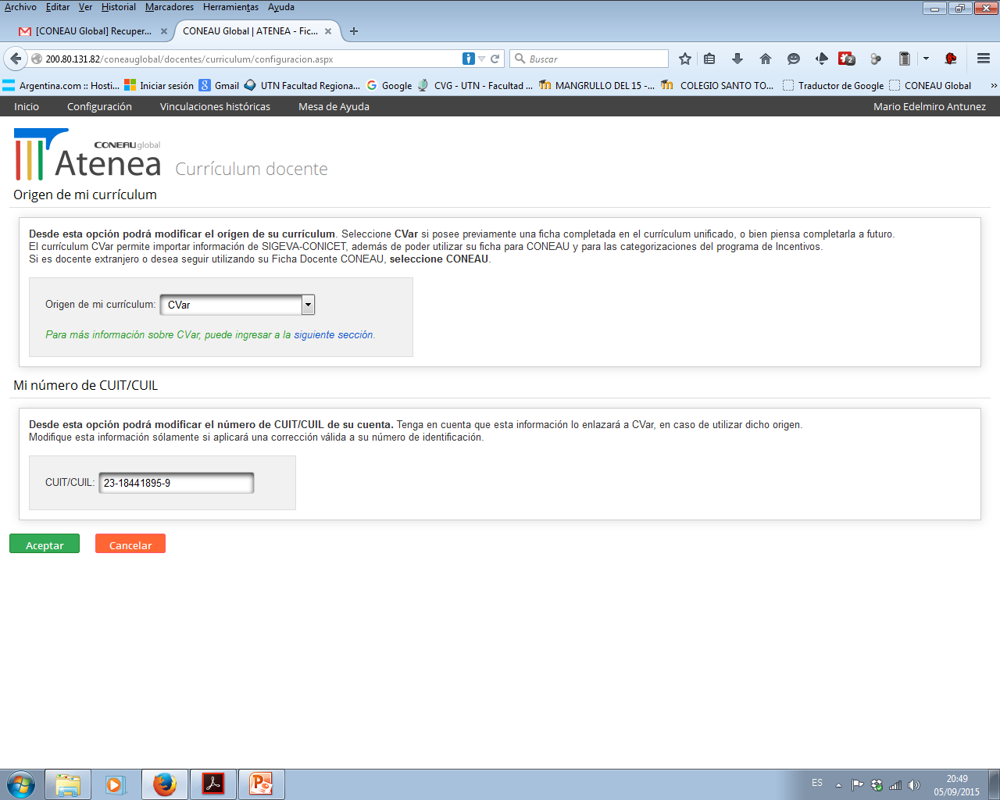 Archivo Editar Ver Historial Marcadores Herramientas Ayuda
[CONEAU Global] Recuper... × CONEAU Global | ATENEA - Fic... × +
200.80.131.82/coneauglobal/docentes/curriculum/configuracion.aspx
Buscar
2
Argentina.com :: Hosti... Iniciar sesión Gmail UTN Facultad Regiona... Google CVG - UTN - Facultad ... MANGRULLO DEL 15 -... COLEGIO SANTO TO... Traductor de Google CONEAU Global »
Inicio Configuración Vinculaciones históricas Mesa de Ayuda Mario Edelmiro Antunez
CONEAU global
Atenea Currículum docente
Origen de mi currículum
Desde esta opción podrá modificar el orígen de su currículum. Seleccione CVar si posee previamente una ficha completada en el currículum unificado, o bien piensa completarla a futuro.
El currículum CVar permite importar información de SIGEVA-CONICET, además de poder utilizar su ficha para CONEAU y para las categorizaciones del programa de Incentivos.
Si es docente extranjero o desea seguir utilizando su Ficha Docente CONEAU, seleccione CONEAU.
Origen de mi currículum: CVar
Para más información sobre CVar, puede ingresar a la siguiente sección.
Mi número de CUIT/CUIL
Desde esta opción podrá modificar el número de CUIT/CUIL de su cuenta. Tenga en cuenta que esta información lo enlazará a CVar, en caso de utilizar dicho origen.
Modifique esta información sólamente si aplicará una corrección válida a su número de identificación.
CUIT/CUIL: 23-18441895-9
Aceptar Cancelar
ES
20:49
05/09/2015